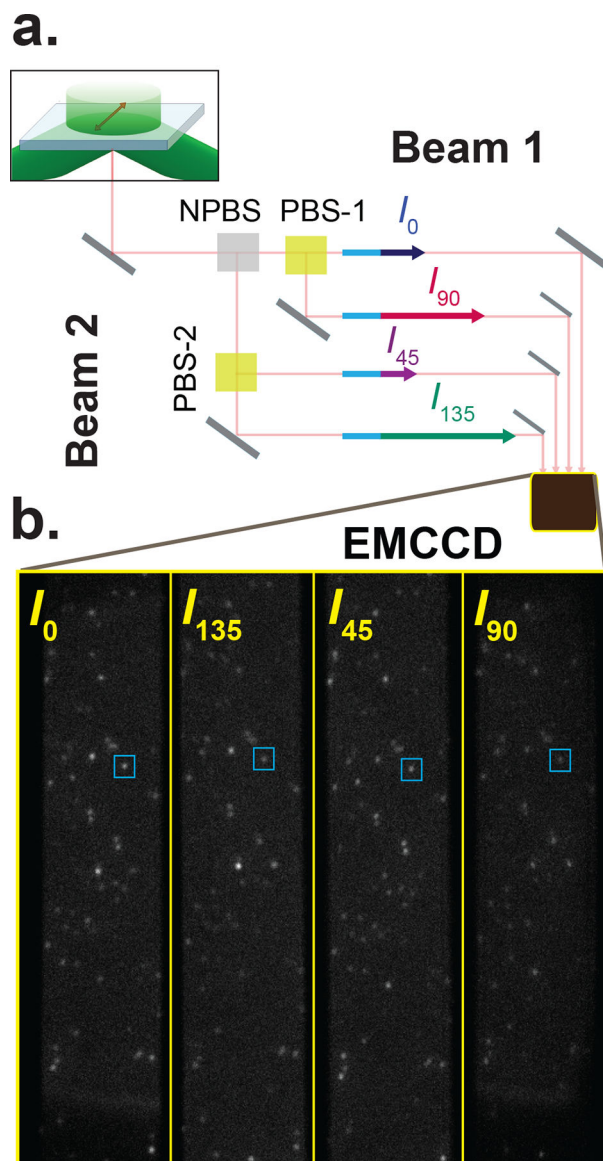 a.
Beam 1
NPBS PBS-1 I0
I90
Beam 2
PBS-2
I45
I135
b.
EMCCD
I0 I135 I45 I90